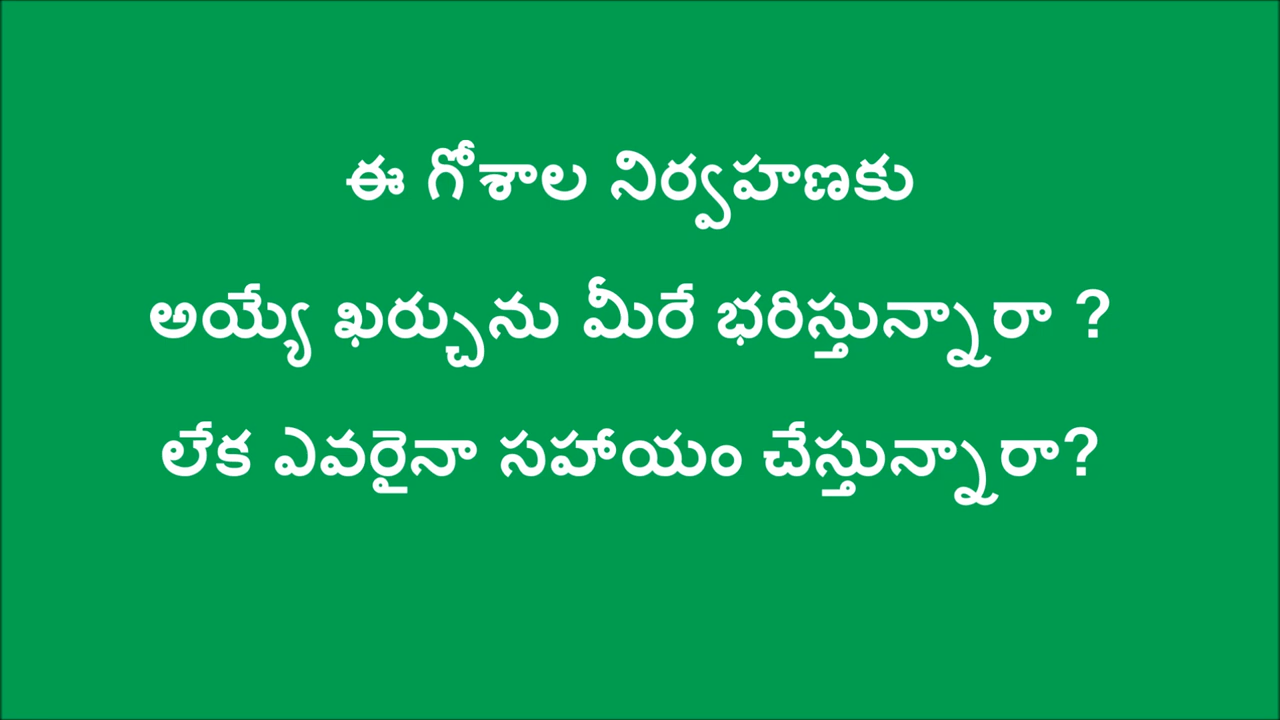 ఈ గోశాల నిర్వహణకు
అయ్యే ఖర్చును మీరే భరిస్తున్నారా ?
లేక ఎవరైనా సహాయం చేస్తున్నారా?